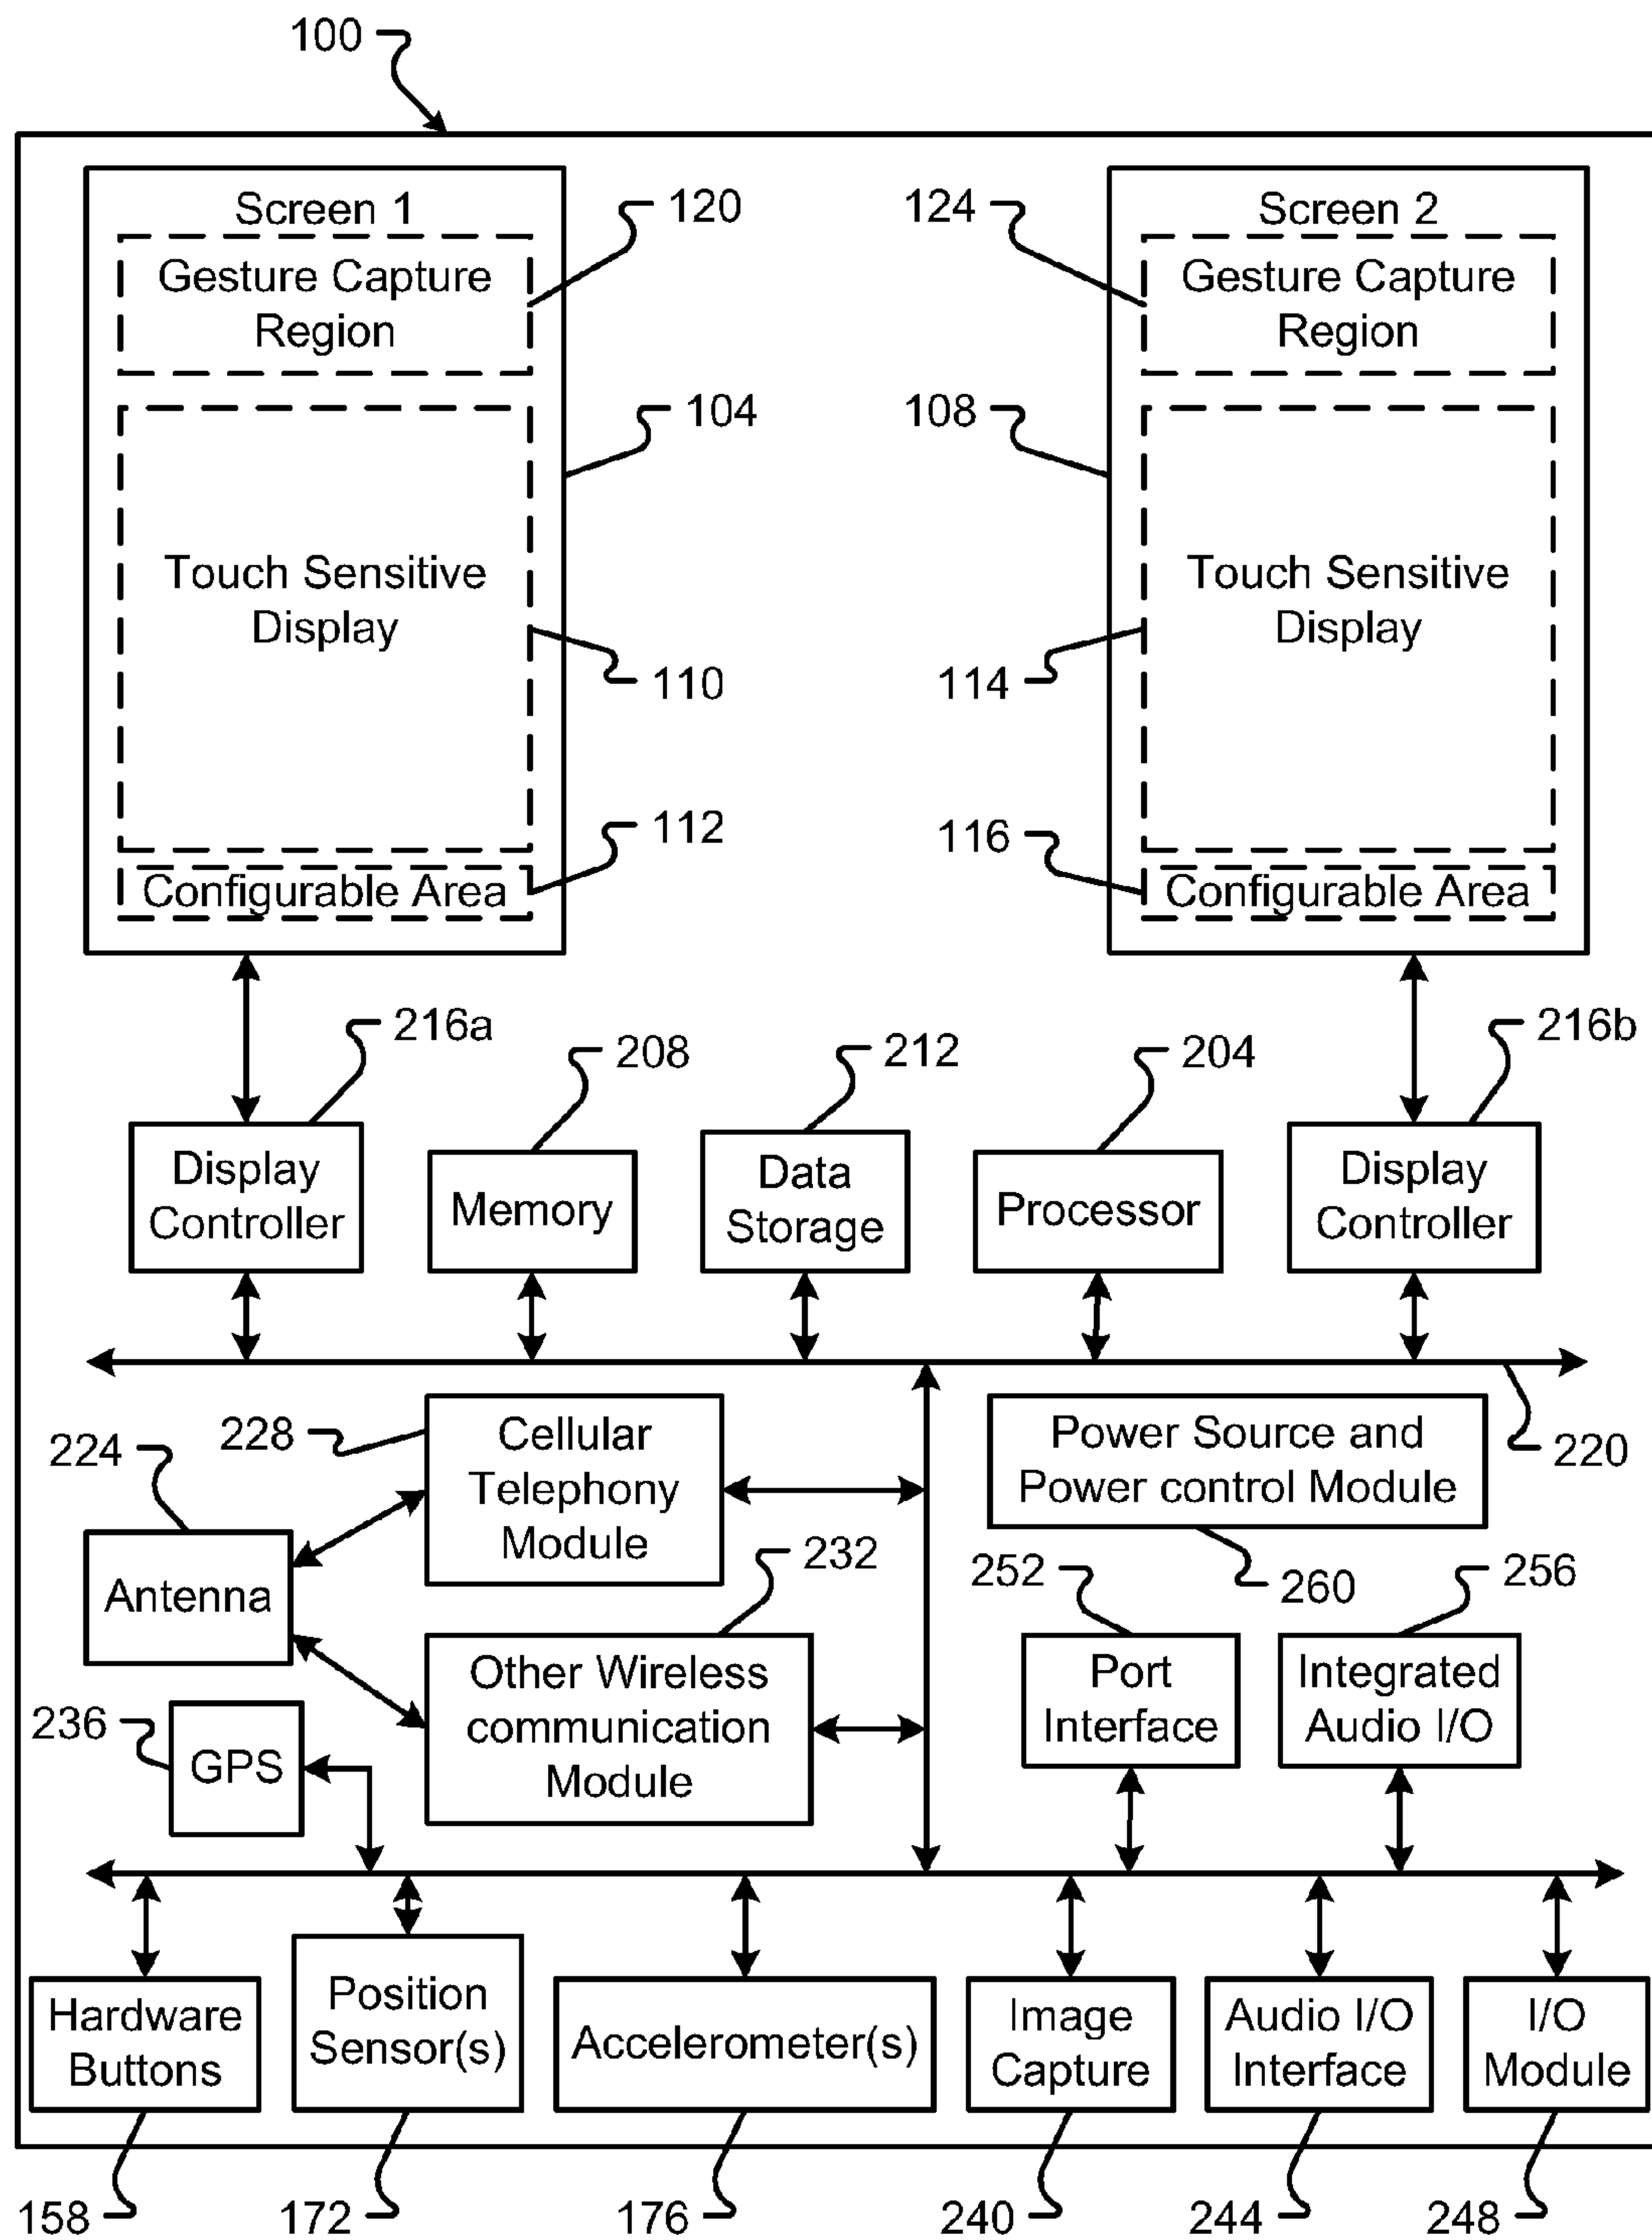 100
Screen 1
120
124
Screen 2
Gesture Capture
Region
Gesture Capture
Region
104
108
Touch Sensitive
Display
Touch Sensitive
Display
110
114
112
116
Configurable Area
Configurable Area
216a
208
212
204
216b
Display
Controller
Memory
Data
Storage
Processor
Display
Controller
228
Cellular
Telephony
Module
Power Source and
Power control Module
220
224
232
252
260
256
Antenna
Other Wireless
communication
Module
Port
Interface
Integrated
Audio I/O
236
GPS
Hardware
Buttons
Position
Sensor(s)
Accelerometer(s)
Image
Capture
Audio I/O
Interface
I/O
Module
158
172
176
240
244
248